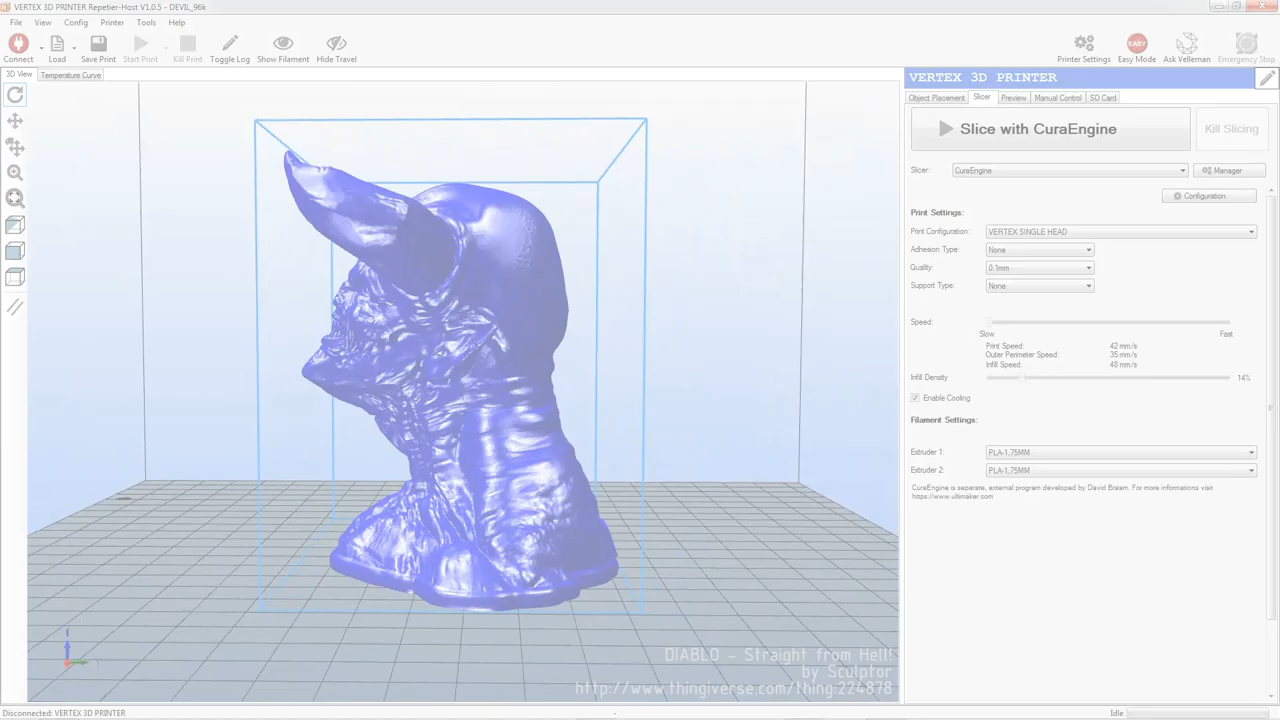 VERTEX 3D PRINTER Repetier-Host V1.0.5 - DEVIL_96k
File View Config Printer Tools Help
Connect Load Save Print Start Print Kill Print Toggle Log Show Filament Hide Travel Printer Settings EASY Easy Mode Ask Velleman Emergency Stop
3D View Temperature Curve
VERTEX 3D PRINTER
Object Placement Slicer Preview Manual Control SD Card
Slice with CuraEngine Kill Slicing
Slicer: CuraEngine Manager
Configuration
Print Settings:
Print Configuration: VERTEX SINGLE HEAD
Adhesion Type: None
Quality: 0.1mm
Support Type: None
Speed:
Slow Fast
Print Speed: 42 mm/s
Outer Perimeter Speed: 35 mm/s
Infill Speed: 48 mm/s
Infill Density 14%
Enable Cooling
Filament Settings:
Extruder 1: PLA-1,75MM
Extruder 2: PLA-1,75MM
CuraEngine is separate, external program developed by David Braam. For more informations visit
https://www.ultimaker.com
DIABLO - Straight from Hell!
by Sculptor
http://www.thingiverse.com/thing:224878
Disconnected: VERTEX 3D PRINTER - Idle